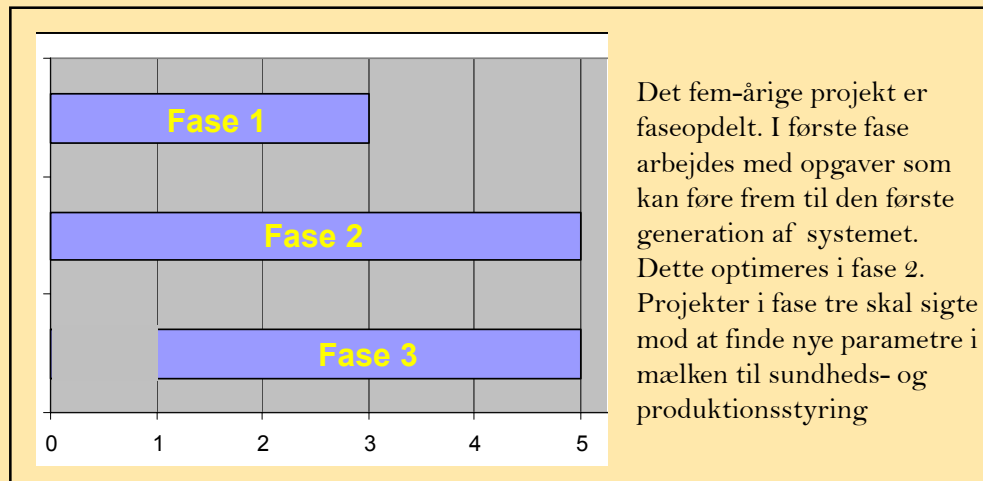 Fase 1
Fase 2
Fase 3
0 1 2 3 4 5
Det fem-årige projekt er
faseopdelt. I første fase
arbejdes med opgaver som
kan føre frem til den første
generation af systemet.
Dette optimeres i fase 2.
Projekter i fase tre skal sigte
mod at finde nye parametre i
mælken til sundheds- og
produktionsstyring